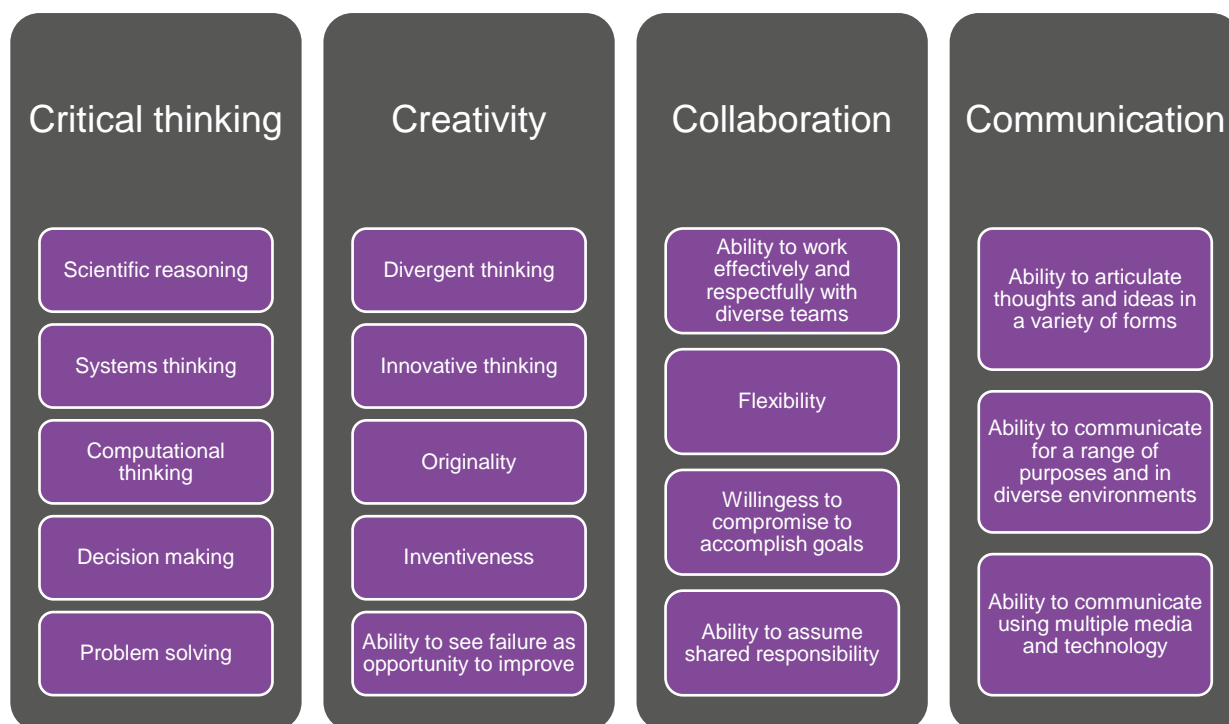 Critical thinking
Scientific reasoning
Systems thinking
Computational
thinking
Decision making
Problem solving
Creativity
Divergent thinking
Innovative thinking
Originality
Inventiveness
Ability to see failure as
opportunity to improve
Collaboration
Ability to work
effectively and
respectfully with
diverse teams
Flexibility
Willingess to
compromise to
accomplish goals
Ability to assume
shared responsibility
Communication
Ability to articulate
thoughts and ideas in
a variety of forms
Ability to communicate
for a range of
purposes and in
diverse environments
Ability to communicate
using multiple media
and technology